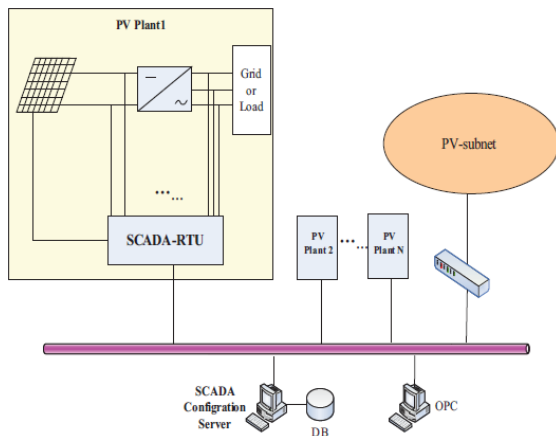 PV Plant1
Grid
or
Load
SCADA-RTU
PV-subnet
PV
Plant 2
PV
Plant N
SCADA
Configration
Server
DB
OPC